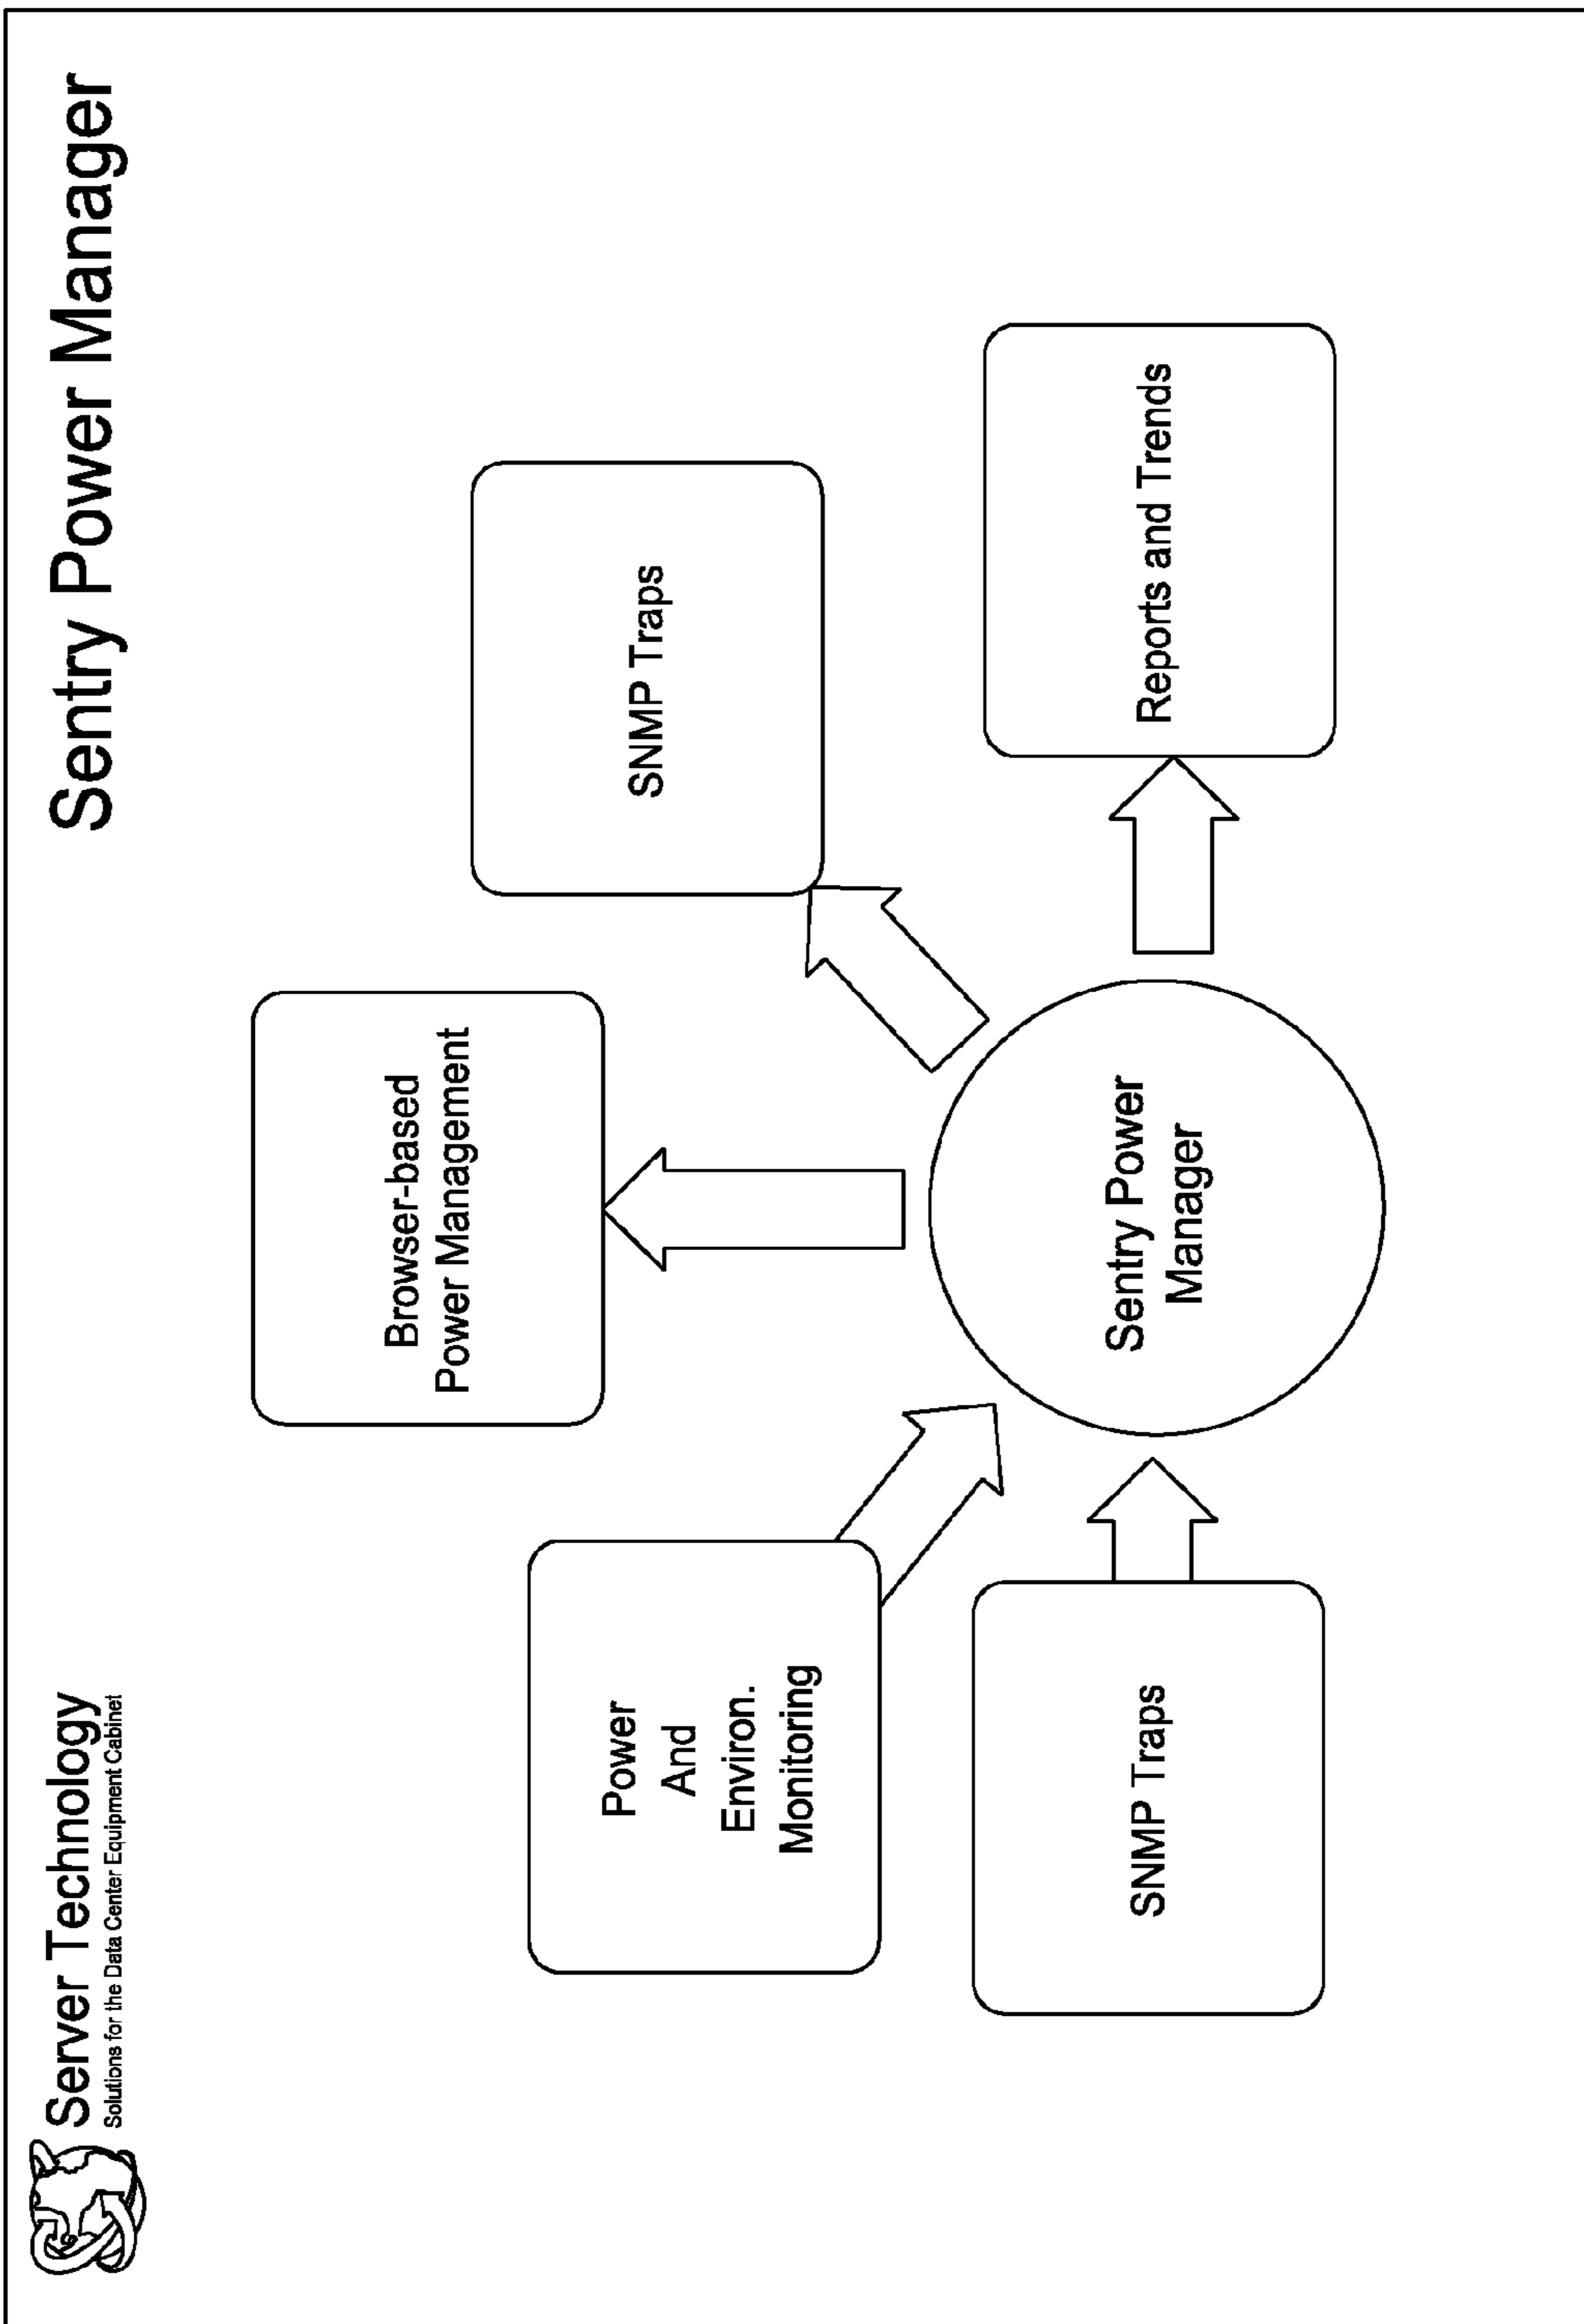 Server Technology
Solutions for the Data Center Equipment Cabinet
Sentry Power Manager
Browser-based
Power Management
Power
And
Environ.
Monitoring
SNMP Traps
SNMP Traps
Sentry Power
Manager
Reports and Trends